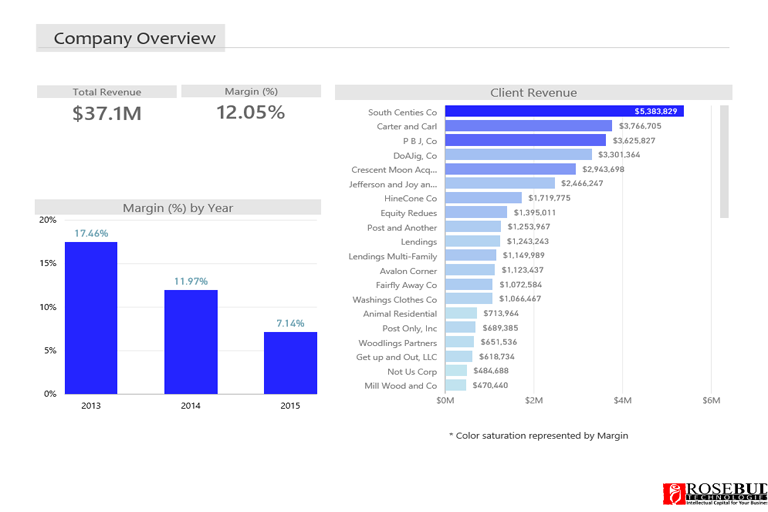 Company Overview
Total Revenue
$37.1M
Margin (%)
12.05%
Margin (%) by Year
20%
15%
10%
5%
0%
17.46%
11.97%
7.14%
2013
2014
2015
Client Revenue
South Centies Co $5,383,829
Carter and Carl $3,766,705
P B J, Co $3,625,827
DoAJig, Co $3,301,364
Crescent Moon Acq... $2,943,698
Jefferson and Joy an... $2,466,247
HineCone Co $1,719,775
Equity Redues $1,395,011
Post and Another $1,253,967
Lendings $1,243,243
Lendings Multi-Family $1,149,989
Avalon Corner $1,123,437
Fairfly Away Co $1,072,584
Washings Clothes Co $1,066,467
Animal Residential $713,964
Post Only, Inc $689,385
Woodlings Partners $651,536
Get up and Out, LLC $618,734
Not Us Corp $484,688
Mill Wood and Co $470,440
$0M $2M $4M $6M
* Color saturation represented by Margin
ROSEBUD
TECHNOLOGIES
Intellectual Capital for Your Busines